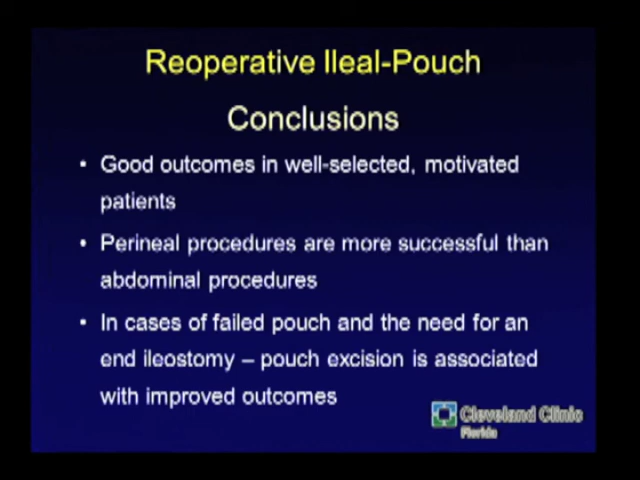 Reoperative Ileal-Pouch
Conclusions
• Good outcomes in well-selected, motivated
patients
• Perineal procedures are more successful than
abdominal procedures
• In cases of failed pouch and the need for an
end ileostomy – pouch excision is associated
with improved outcomes
Cleveland Clinic
Florida